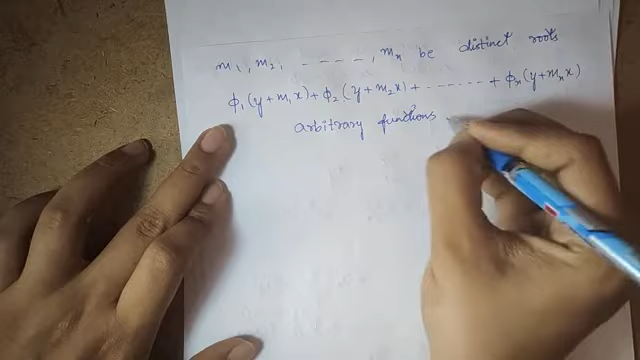 m₁, m₂, - - - - -, mₙ be distinct roots
ϕ₁(y+m₁x)+ϕ₂(y+m₂x)+ - - - - - - + ϕₙ(y+mₙx)
arbitrary functions